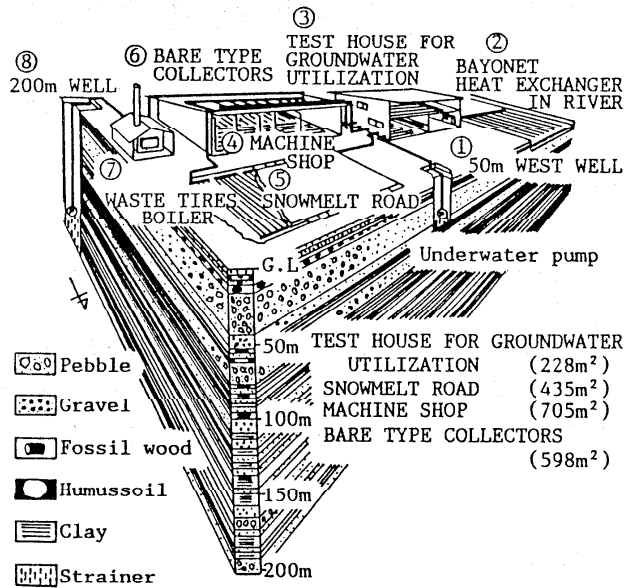 ③
TEST HOUSE FOR
GROUNDWATER
UTILIZATION
②
BAYONET
HEAT EXCHANGER
IN RIVER
⑧
200m WELL
⑥ BARE TYPE
COLLECTORS
④ MACHINE
SHOP
①
50m WEST WELL
⑦
WASTE TIRES
BOILER
⑤
SNOWMELT ROAD
Underwater pump
G.L
50m
100m
150m
200m
TEST HOUSE FOR GROUNDWATER
UTILIZATION (228m²)
SNOWMELT ROAD (435m²)
MACHINE SHOP (705m²)
BARE TYPE COLLECTORS
(598m²)
Pebble
Gravel
Fossil wood
Humussoil
Clay
Strainer